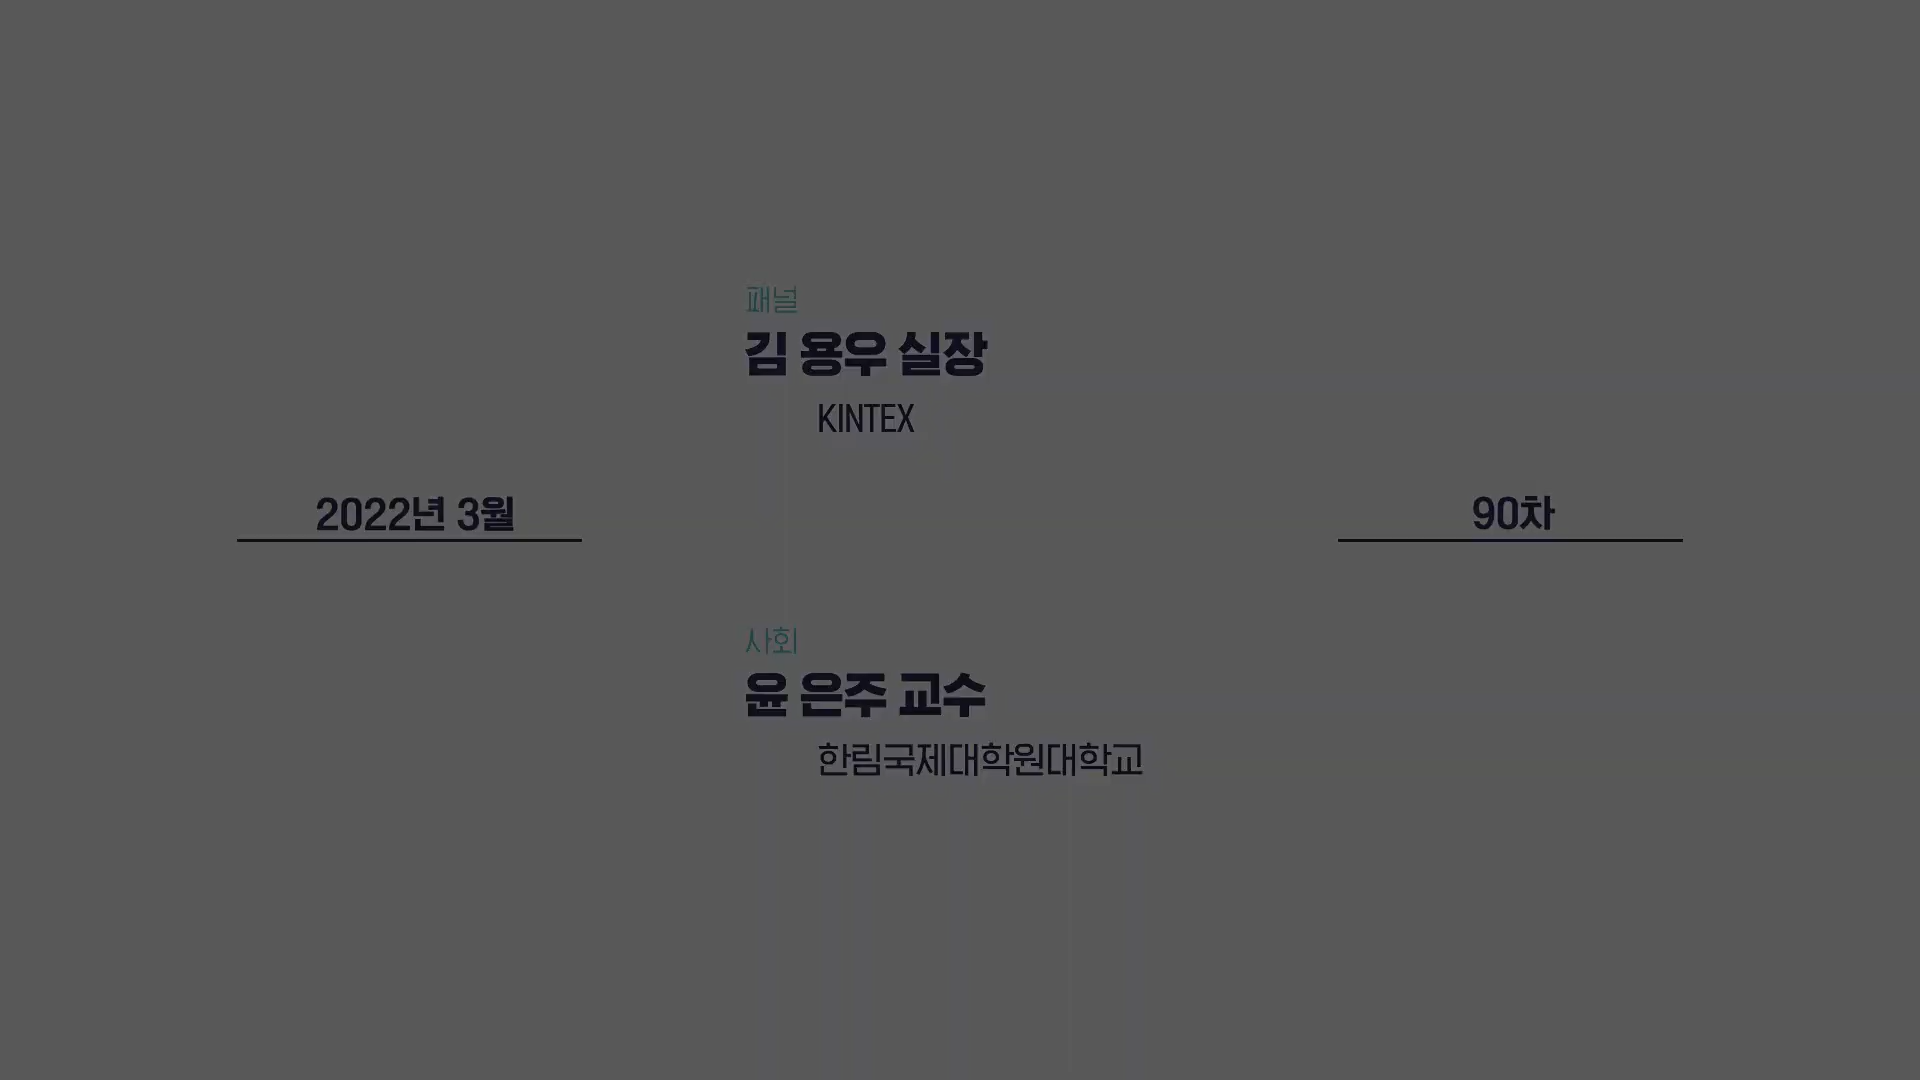 패널
김 용우 실장
KINTEX
2022년 3월
90차
사회
윤 은주 교수
한림국제대학원대학교